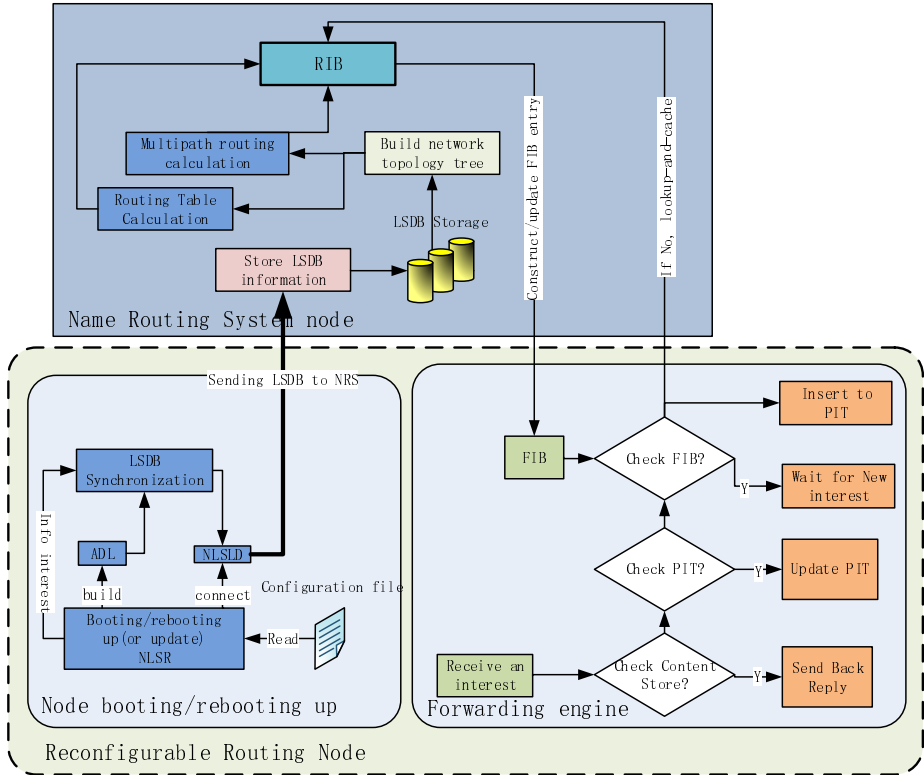 RIB
Multipath routing
calculation
Build network
topology tree
Routing Table
Calculation
LSDB Storage
Store LSDB
information
Construct/update FIB entry
If No, lookup-and-cache
Name Routing System node
Sending LSDB to NRS
LSDB
Synchronization
Info interest
ADL
NLSLD
build
connect
Configuration file
Booting/rebooting
up(or update)
NLSR
Read
Node booting/rebooting up
Insert to
PIT
FIB
Check FIB?
Y
Wait for New
interest
Check PIT?
Y
Update PIT
Receive an
interest
Check Content
Store?
Y
Send Back
Reply
Forwarding engine
Reconfigurable Routing Node